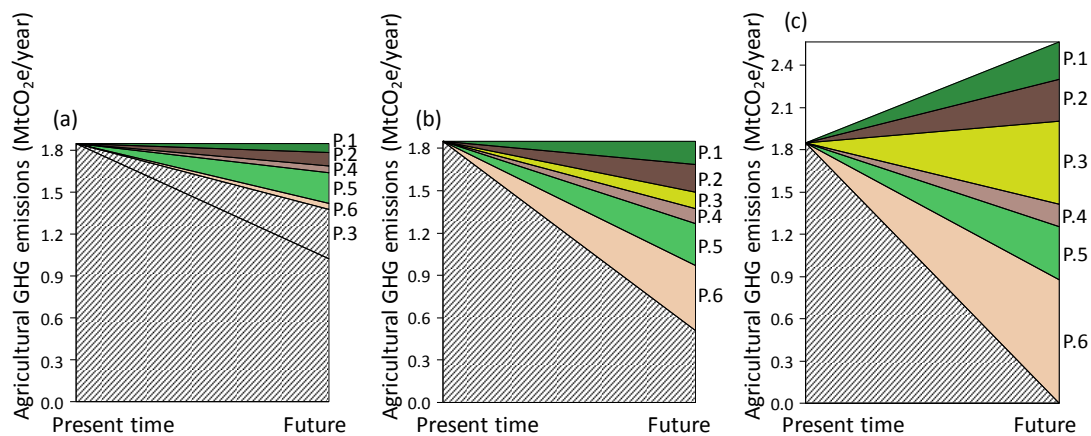 (a)
Agricultural GHG emissions (MtCO₂e/year)
1.8
1.5
1.2
0.9
0.6
0.3
0.0
P.1
P.2
P.4
P.5
P.6
P.3
Present time
Future
(b)
Agricultural GHG emissions (MtCO₂e/year)
1.8
1.5
1.2
0.9
0.6
0.3
0.0
P.1
P.2
P.3
P.4
P.5
P.6
Present time
Future
(c)
Agricultural GHG emissions (MtCO₂e/year)
2.4
2.1
1.8
1.5
1.2
0.9
0.6
0.3
0.0
P.1
P.2
P.3
P.4
P.5
P.6
Present time
Future